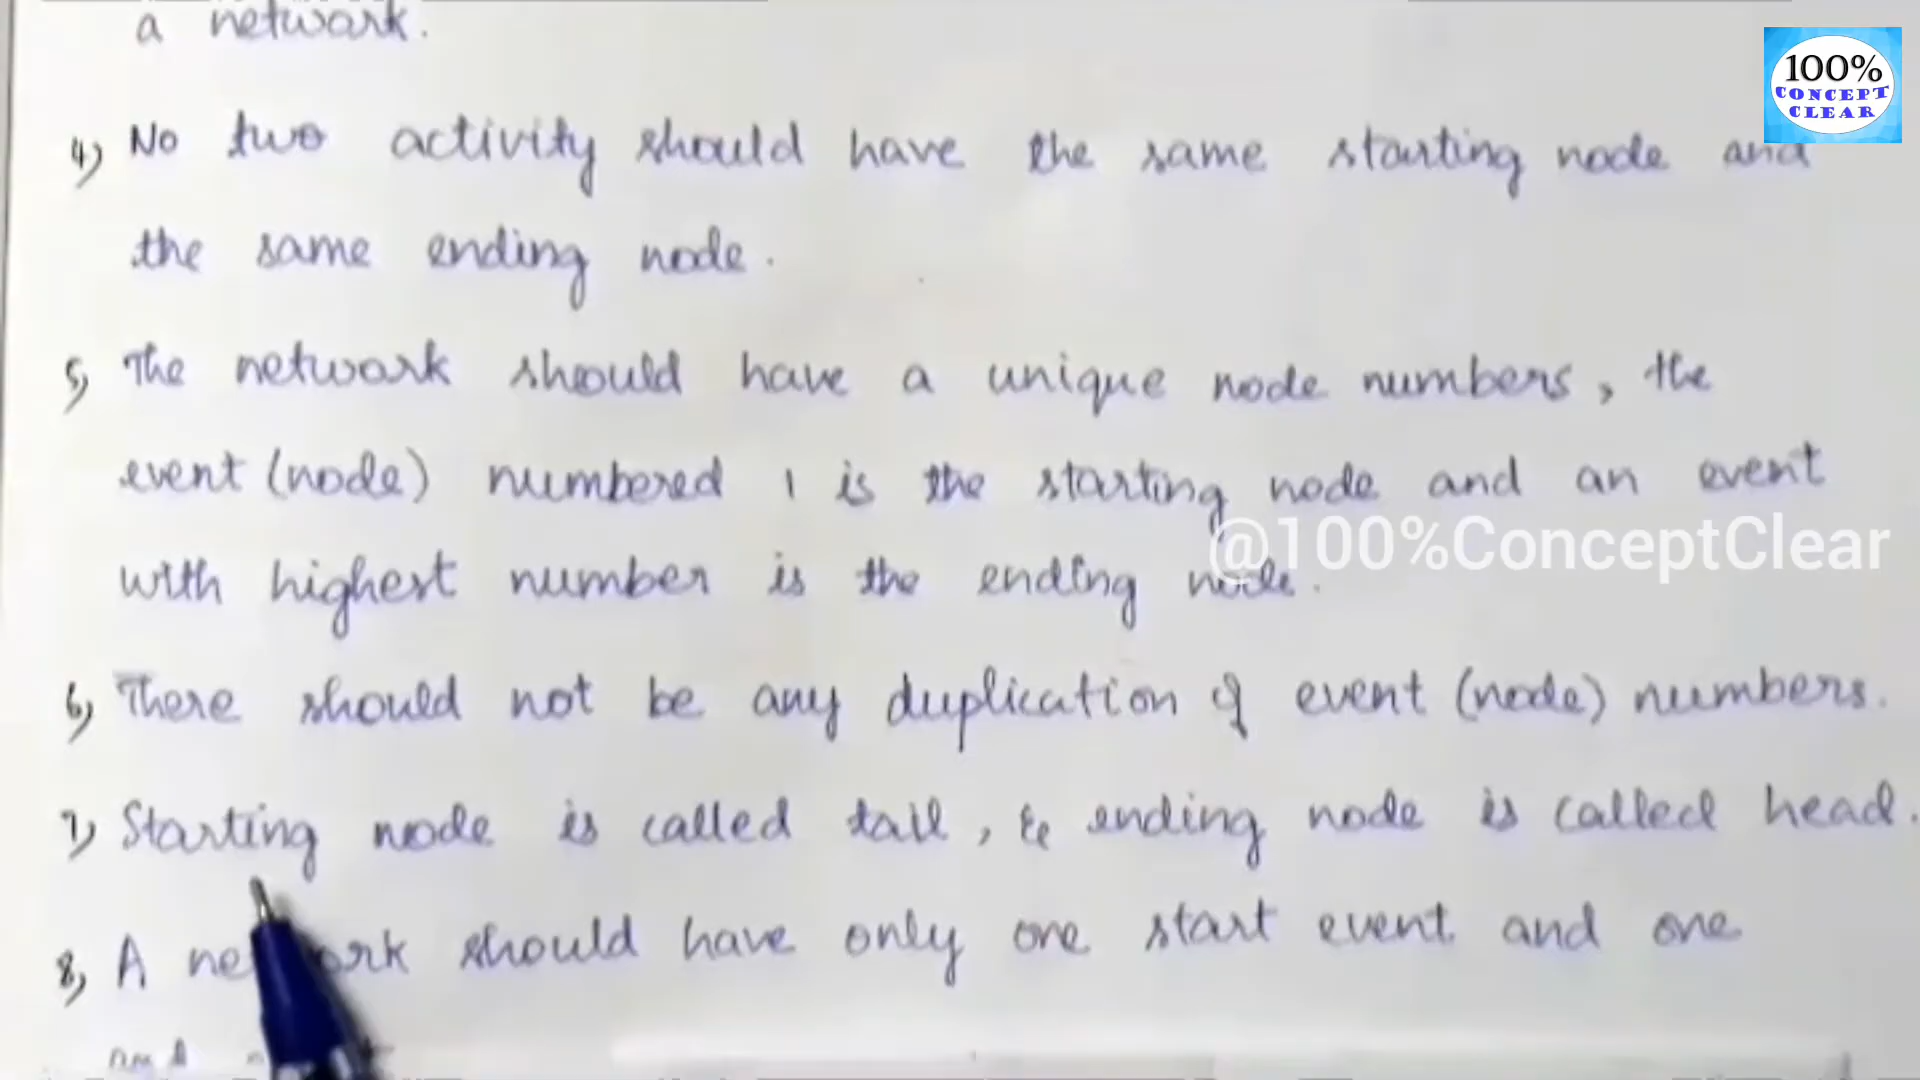 a network.
100%
CONCEPT
CLEAR
4) No two activity should have the same starting node and
the same ending node.
5) The network should have a unique node numbers, the
event (node) numbered 1 is the starting node and an event
@100%ConceptClear
with highest number is the ending node.
6) There should not be any duplication of event (node) numbers.
7) Starting node is called tail, & ending node is called head.
8) A network should have only one start event and one